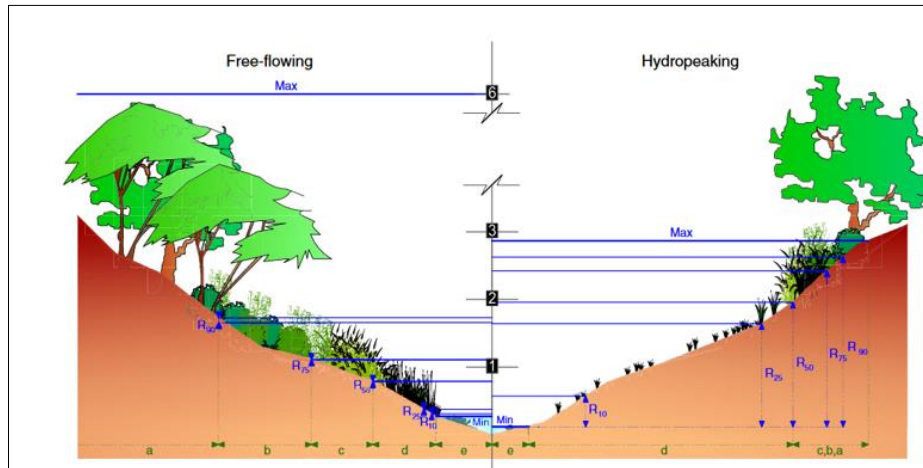 Free-flowing
Hydropeaking
Max
6
3
Max
2
R90
1
R75
R50
R25
R10
Min
Min
R10
R25
R50
R75
R90
a
b
c
d
e
e
d
c,b,a